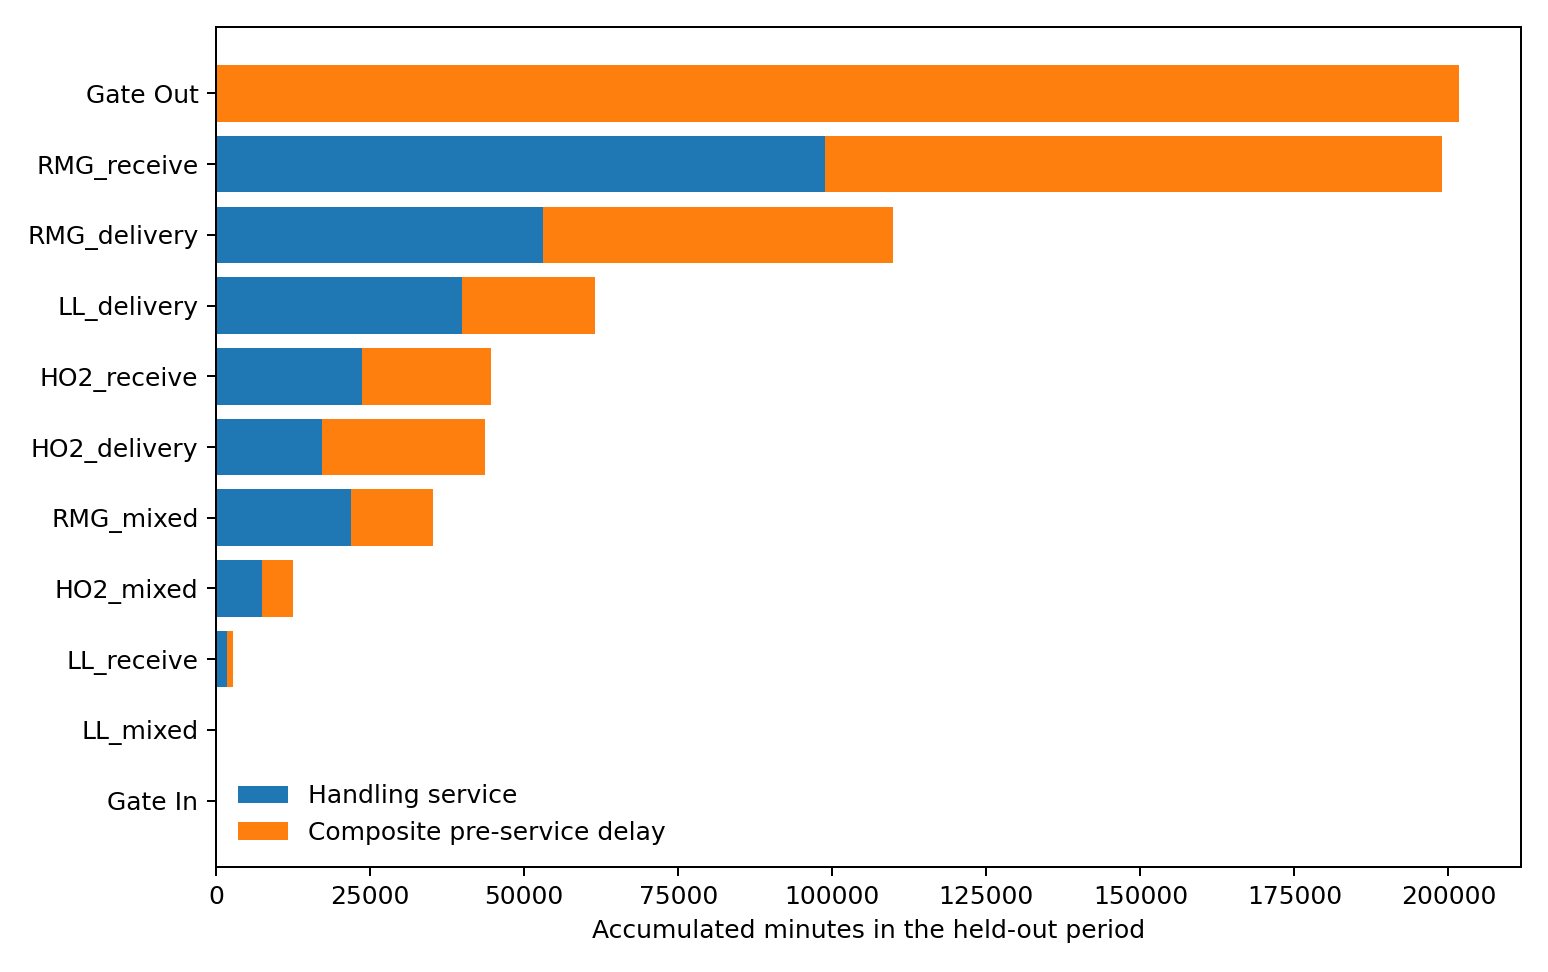 Gate Out
RMG_receive
RMG_delivery
LL_delivery
HO2_receive
HO2_delivery
RMG_mixed
HO2_mixed
LL_receive
LL_mixed
Gate In
Handling service
Composite pre-service delay
0 25000 50000 75000 100000 125000 150000 175000 200000
Accumulated minutes in the held-out period